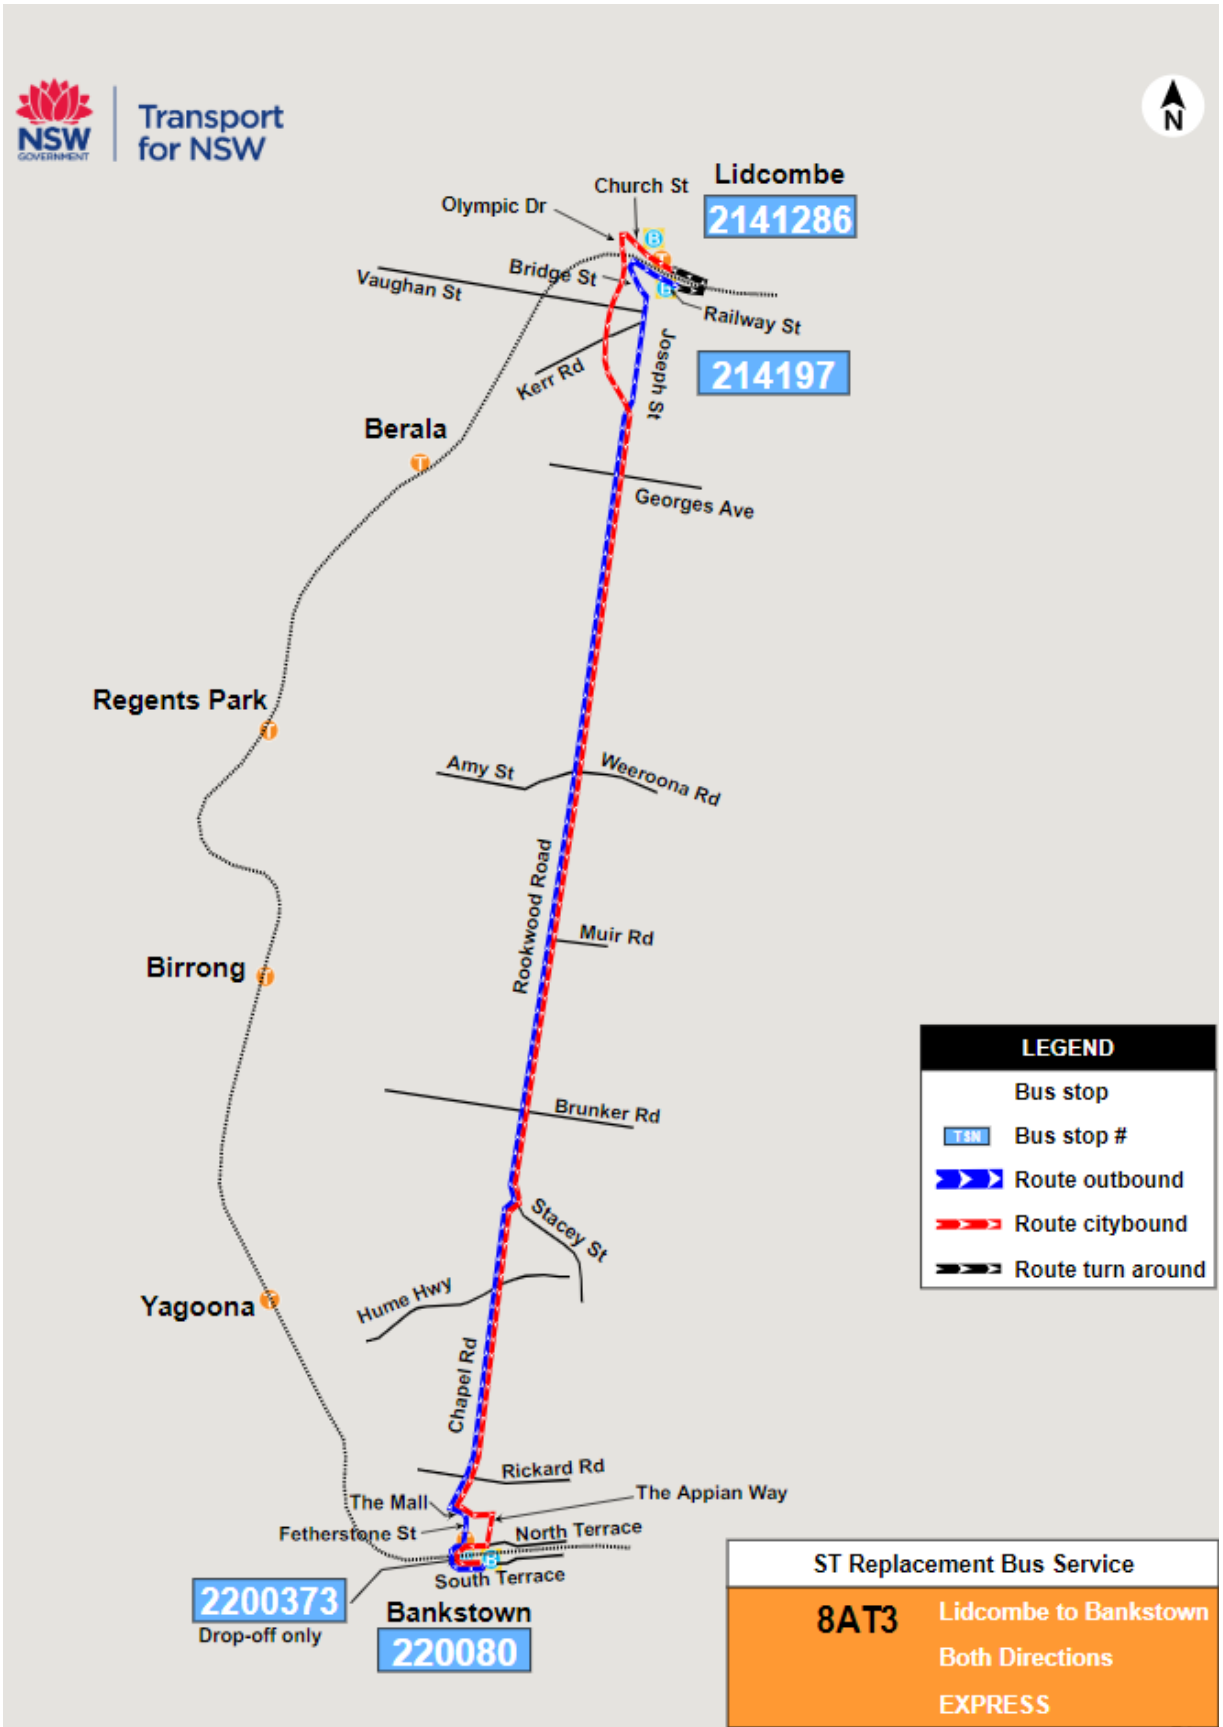 NSW
GOVERNMENT
Transport
for NSW
N
Lidcombe
2141286
Church St
Olympic Dr
B
T
Bridge St
Vaughan St
B
Railway St
Kerr Rd
Joseph St
214197
Berala
T
Georges Ave
Regents Park
T
Amy St
Weeroona Rd
Rookwood Road
Muir Rd
Birrong
T
LEGEND
Bus stop
TSN Bus stop #
Route outbound
Route citybound
Route turn around
Brunker Rd
Stacey St
Hume Hwy
Yagoona
T
Chapel Rd
Rickard Rd
The Mall
The Appian Way
Fetherstone St
North Terrace
B
South Terrace
2200373
Drop-off only
Bankstown
220080
ST Replacement Bus Service
8AT3
Lidcombe to Bankstown
Both Directions
EXPRESS